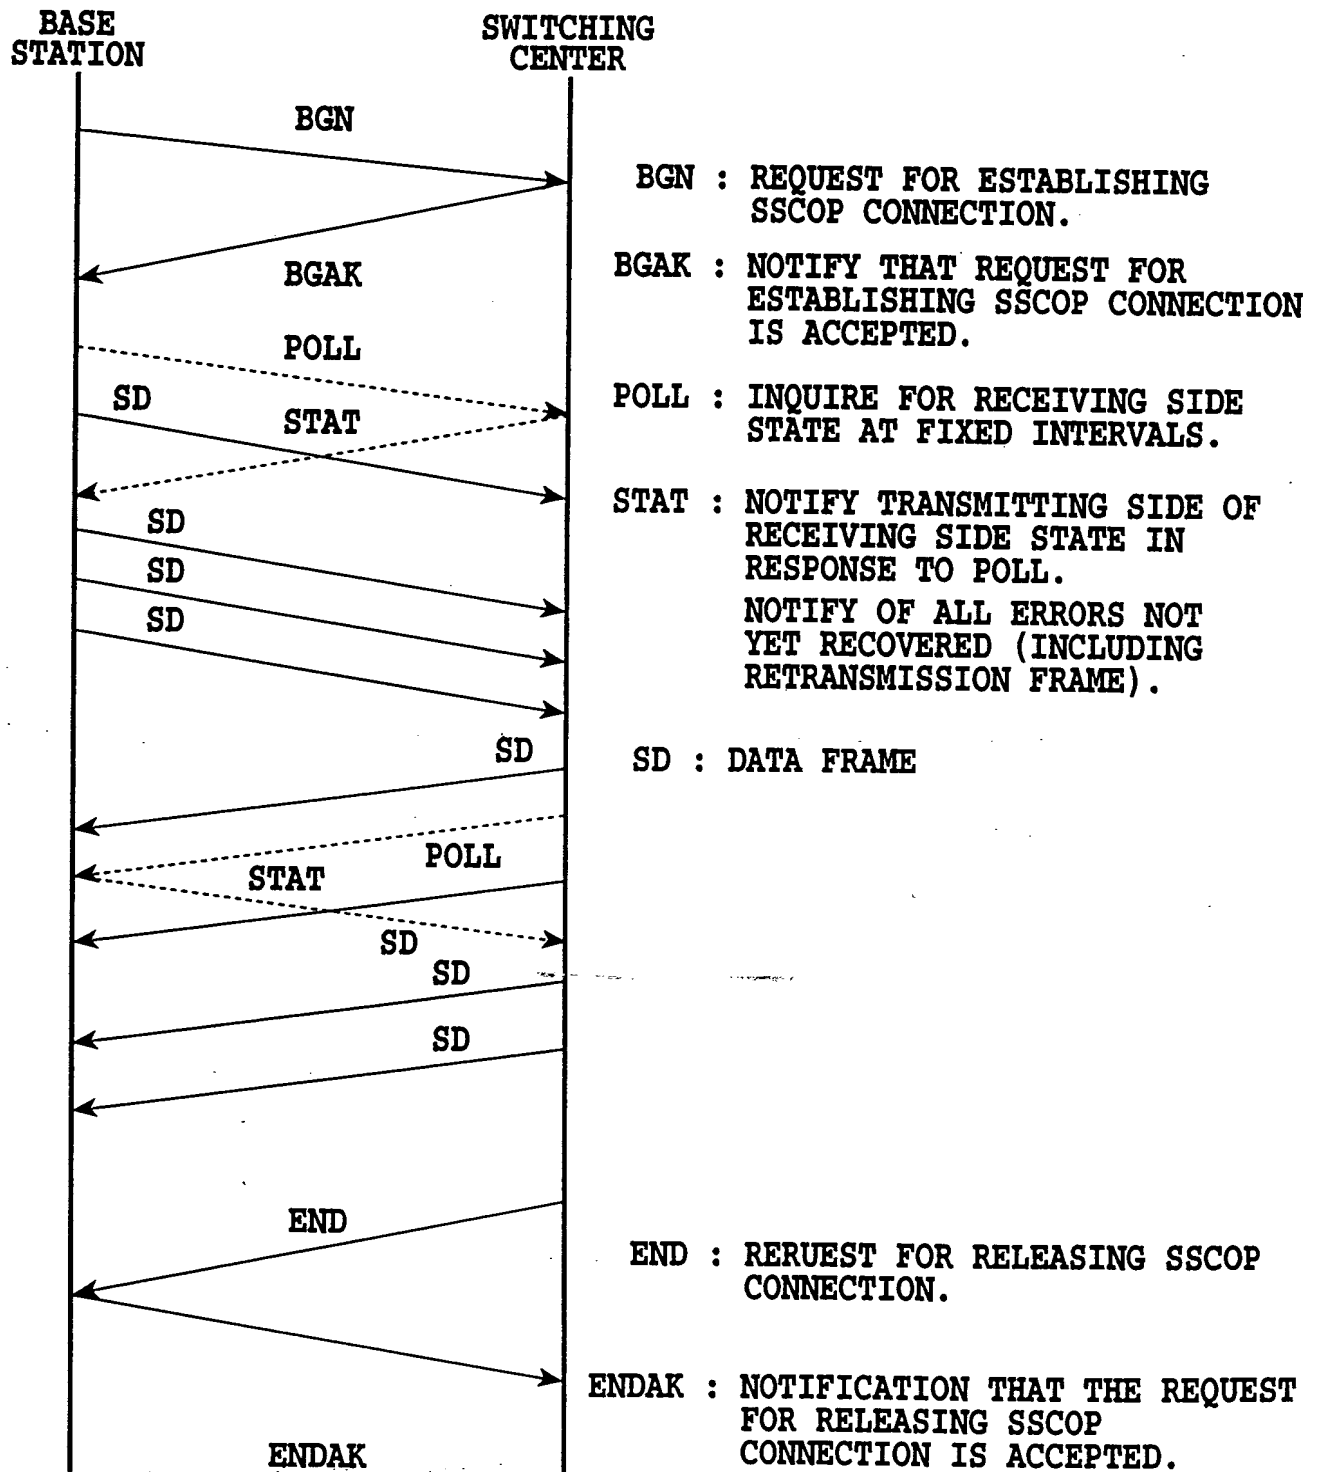 BASE
STATION
SWITCHING
CENTER
BGN
BGN : REQUEST FOR ESTABLISHING
SSCOP CONNECTION.
BGAK
BGAK : NOTIFY THAT REQUEST FOR
ESTABLISHING SSCOP CONNECTION
IS ACCEPTED.
POLL
SD
STAT
POLL : INQUIRE FOR RECEIVING SIDE
STATE AT FIXED INTERVALS.
STAT : NOTIFY TRANSMITTING SIDE OF
RECEIVING SIDE STATE IN
RESPONSE TO POLL.
NOTIFY OF ALL ERRORS NOT
YET RECOVERED (INCLUDING
RETRANSMISSION FRAME).
SD
SD
SD
SD
SD : DATA FRAME
POLL
STAT
SD
SD
SD
END
END : RERUEST FOR RELEASING SSCOP
CONNECTION.
ENDAK : NOTIFICATION THAT THE REQUEST
FOR RELEASING SSCOP
CONNECTION IS ACCEPTED.
ENDAK